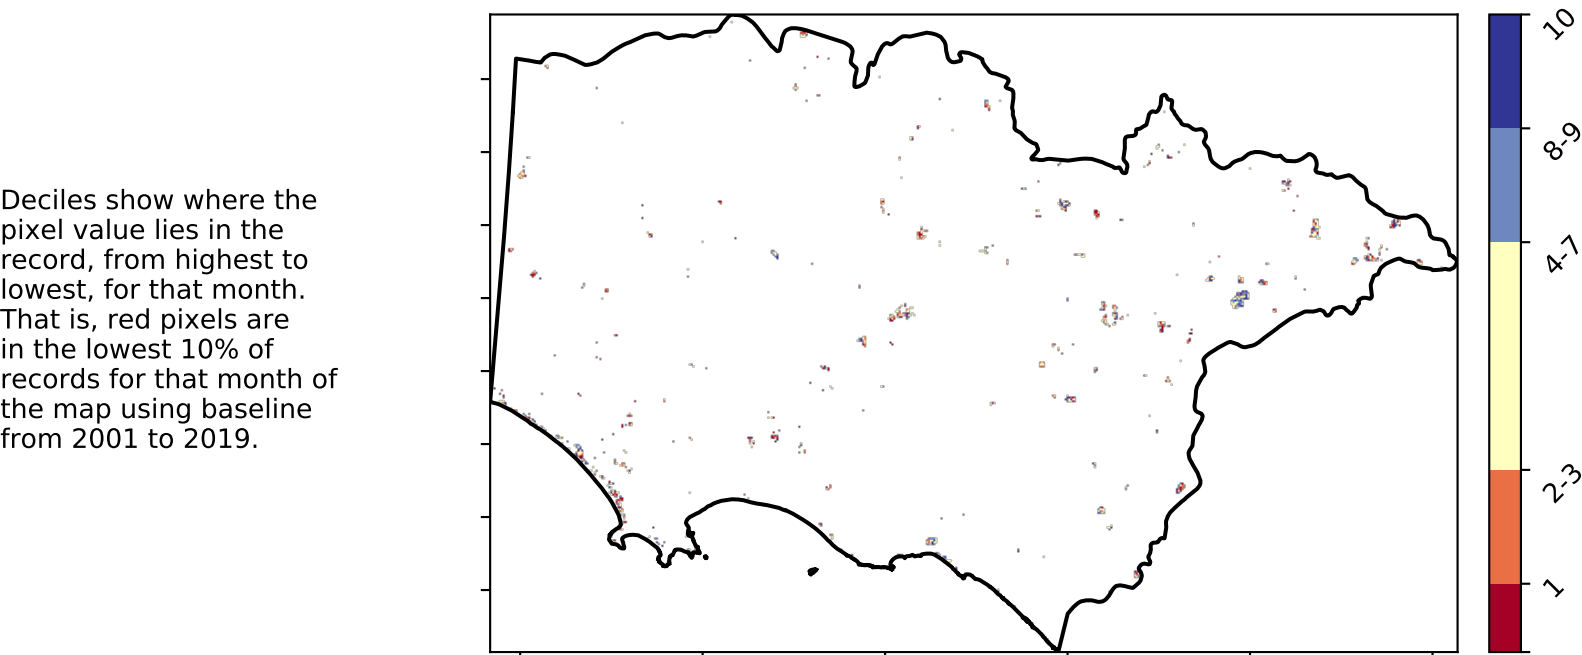 Deciles show where the
pixel value lies in the
record, from highest to
lowest, for that month.
That is, red pixels are
in the lowest 10% of
records for that month of
the map using baseline
from 2001 to 2019.
10
8-9
4-7
2-3
1